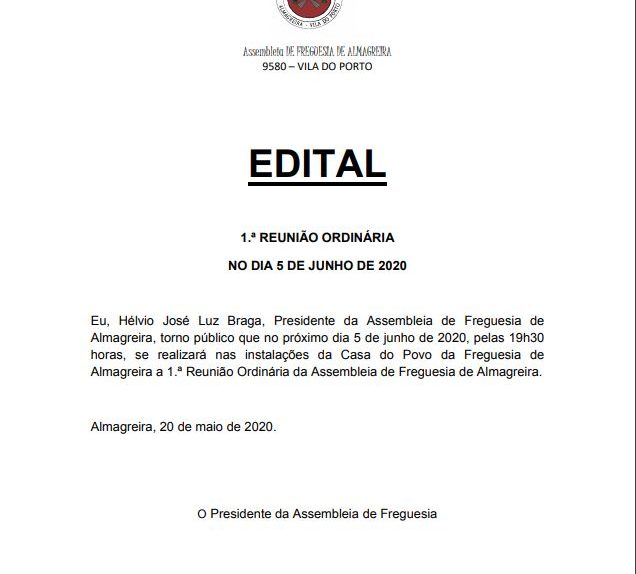 ALMAGREIRA - VILA DO PORTO
Assembleia DE FREGUESIA DE ALMAGREIRA
9580 – VILA DO PORTO
EDITAL
1.ª REUNIÃO ORDINÁRIA
NO DIA 5 DE JUNHO DE 2020
Eu, Hélvio José Luz Braga, Presidente da Assembleia de Freguesia de
Almagreira, torno público que no próximo dia 5 de junho de 2020, pelas 19h30
horas, se realizará nas instalações da Casa do Povo da Freguesia de
Almagreira a 1.ª Reunião Ordinária da Assembleia de Freguesia de Almagreira.
Almagreira, 20 de maio de 2020.
O Presidente da Assembleia de Freguesia